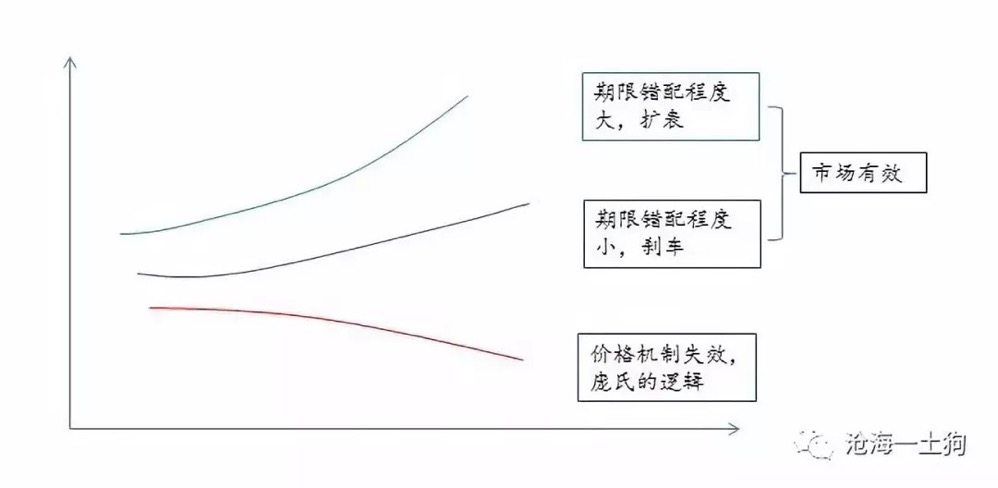 期限错配程度
大，扩表
市场有效
期限错配程度
小，刹车
价格机制失效，
庞氏的逻辑
沧海一土狗